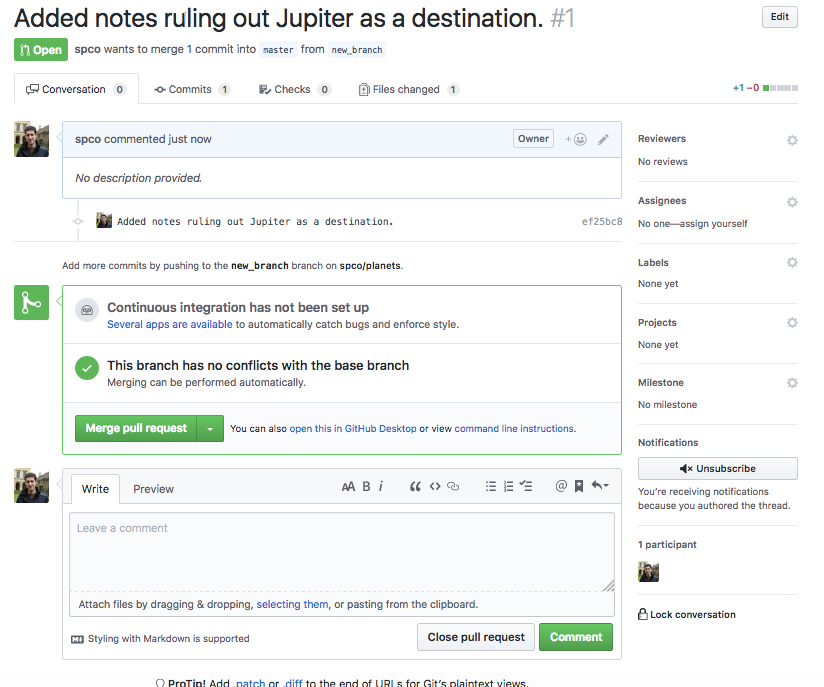 Added notes ruling out Jupiter as a destination. #1
Edit
Open spco wants to merge 1 commit into master from new_branch
Conversation 0 Commits 1 Checks 0 Files changed 1 +1 −0
spco commented just now Owner
No description provided.
Added notes ruling out Jupiter as a destination. ef25bc8
Add more commits by pushing to the new_branch branch on spco/planets.
Continuous integration has not been set up
Several apps are available to automatically catch bugs and enforce style.
This branch has no conflicts with the base branch
Merging can be performed automatically.
Merge pull request You can also open this in GitHub Desktop or view command line instructions.
Write Preview AA B i
Leave a comment
Attach files by dragging & dropping, selecting them, or pasting from the clipboard.
Styling with Markdown is supported
Close pull request Comment
ProTip! Add .patch or .diff to the end of URLs for Git's plaintext views.
Reviewers
No reviews
Assignees
No one—assign yourself
Labels
None yet
Projects
None yet
Milestone
No milestone
Notifications
Unsubscribe
You're receiving notifications
because you authored the thread.
1 participant
Lock conversation